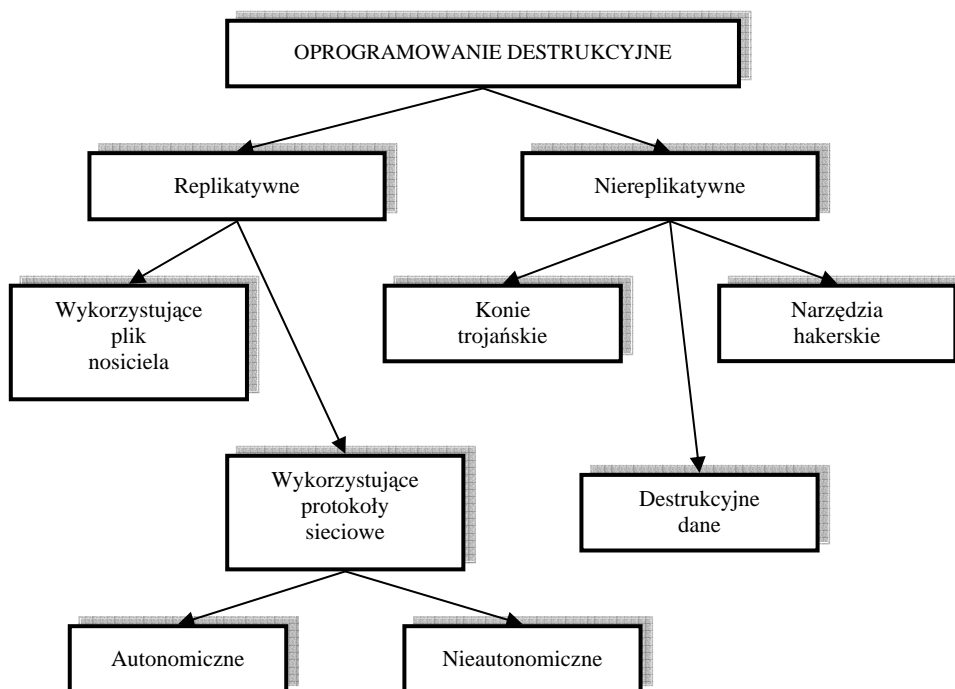 OPROGRAMOWANIE DESTRUKCYJNE
Replikatywne
Niereplikatywne
Wykorzystujące
plik
nosiciela
Konie
trojańskie
Narzędzia
hakerskie
Wykorzystujące
protokoły
sieciowe
Destrukcyjne
dane
Autonomiczne
Nieautonomiczne